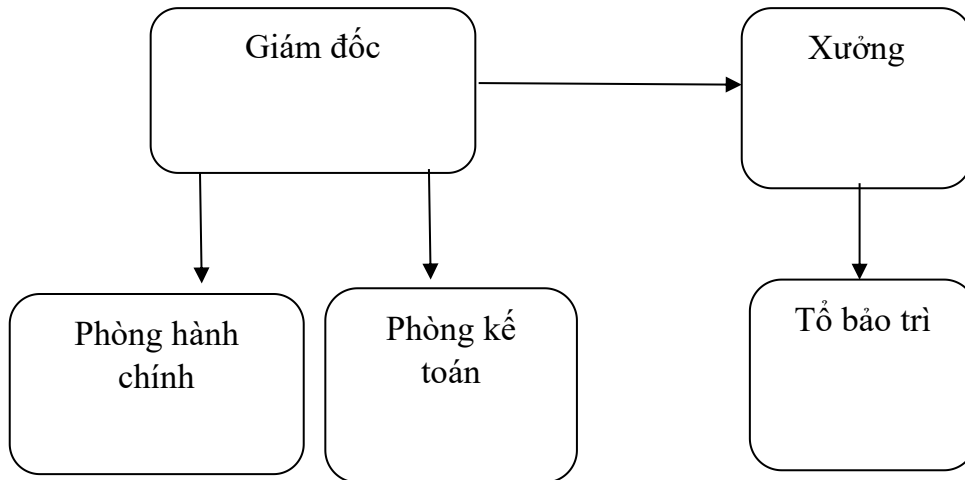 Giám đốc
Xưởng
Phòng hành
chính
Phòng kế
toán
Tổ bảo trì